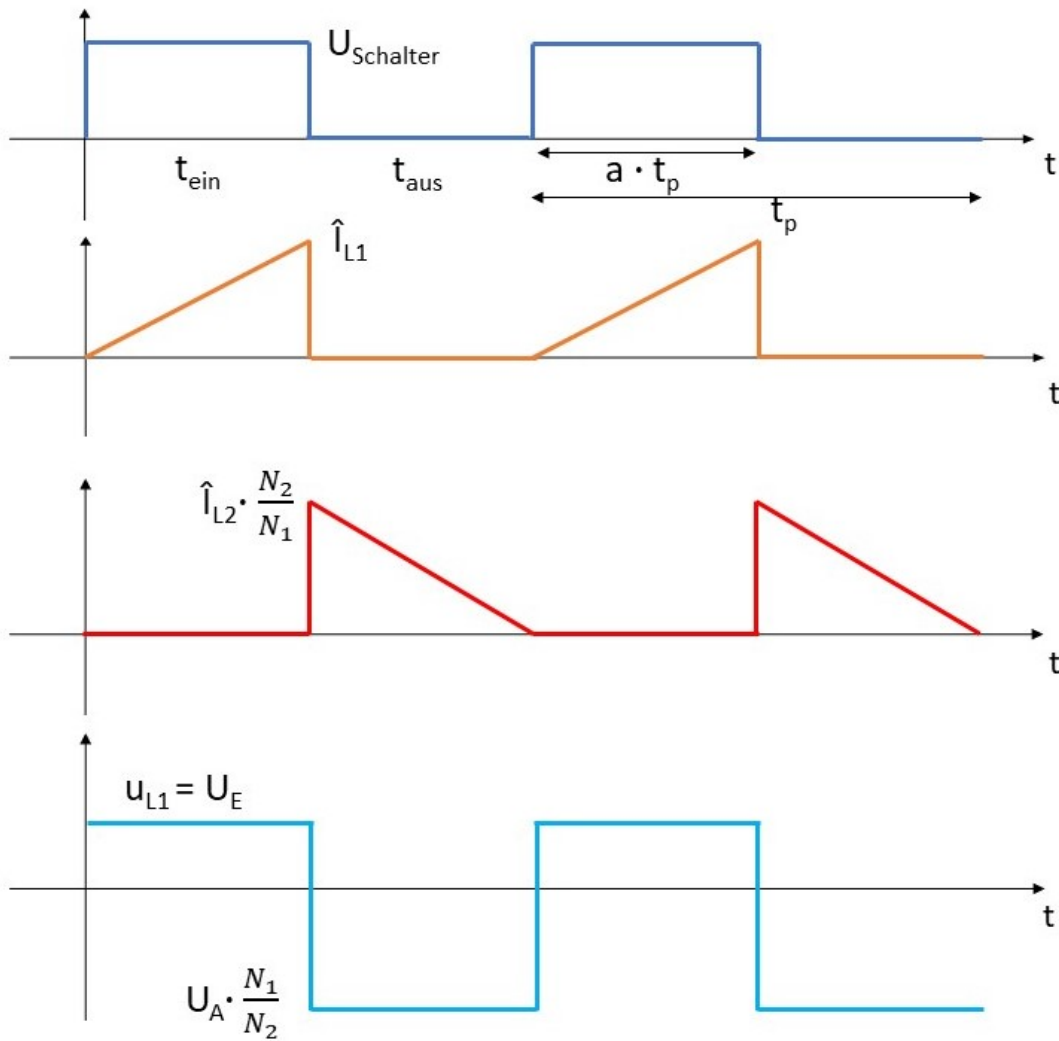 U_Schalter
t
t_ein
t_aus
a · t_p
t_p
Î_L1
t
Î_L2 · N_2/N_1
t
u_L1 = U_E
t
U_A · N_1/N_2